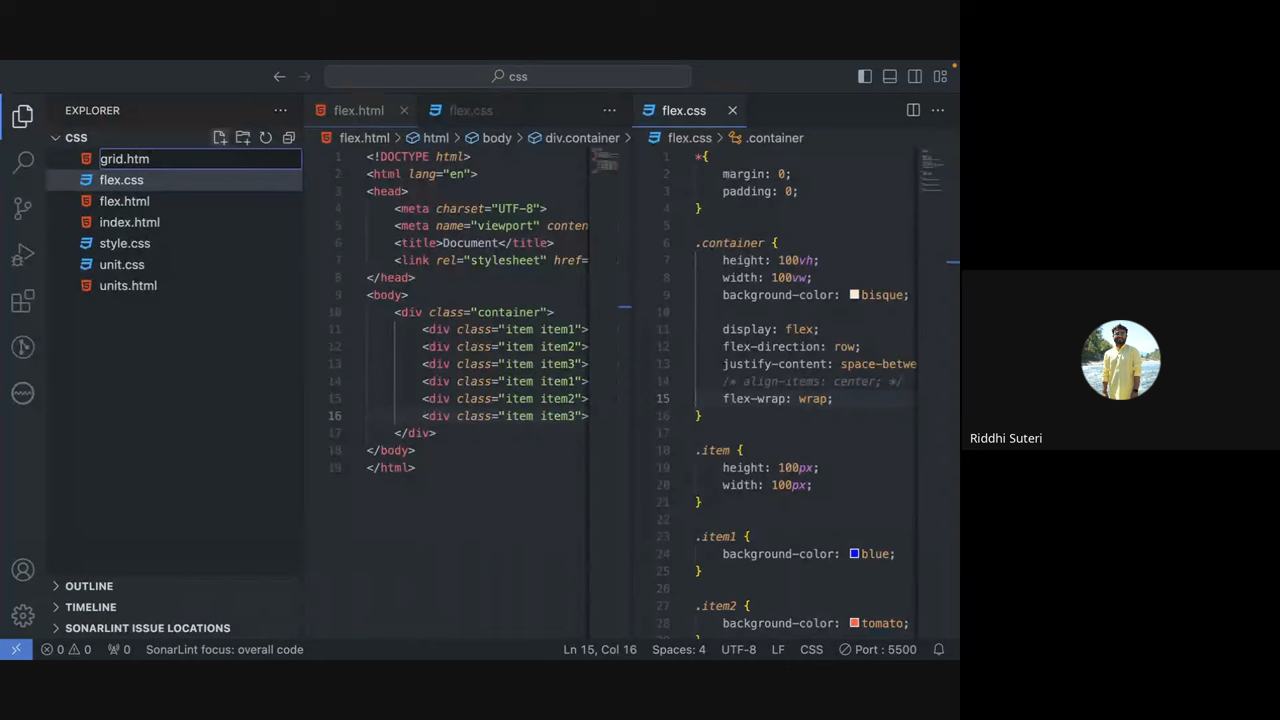 css
EXPLORER
CSS
grid.htm
flex.css
flex.html
index.html
style.css
unit.css
units.html
OUTLINE
TIMELINE
SONARLINT ISSUE LOCATIONS
flex.html
flex.css
flex.html > html > body > div.container >
1 <!DOCTYPE html>
2 <html lang="en">
3 <head>
4 <meta charset="UTF-8">
5 <meta name="viewport" conten
6 <title>Document</title>
7 <link rel="stylesheet" href=
8 </head>
9 <body>
10 <div class="container">
11 <div class="item item1">
12 <div class="item item2">
13 <div class="item item3">
14 <div class="item item1">
15 <div class="item item2">
16 <div class="item item3">
17 </div>
18 </body>
19 </html>
flex.css
flex.css > .container
1 *{
2 margin: 0;
3 padding: 0;
4 }
5
6 .container {
7 height: 100vh;
8 width: 100vw;
9 background-color: bisque;
10
11 display: flex;
12 flex-direction: row;
13 justify-content: space-betwe
14 /* align-items: center; */
15 flex-wrap: wrap;
16 }
17
18 .item {
19 height: 100px;
20 width: 100px;
21 }
22
23 .item1 {
24 background-color: blue;
25 }
26
27 .item2 {
28 background-color: tomato;
0 0 0 SonarLint focus: overall code Ln 15, Col 16 Spaces: 4 UTF-8 LF CSS Port : 5500
Riddhi Suteri